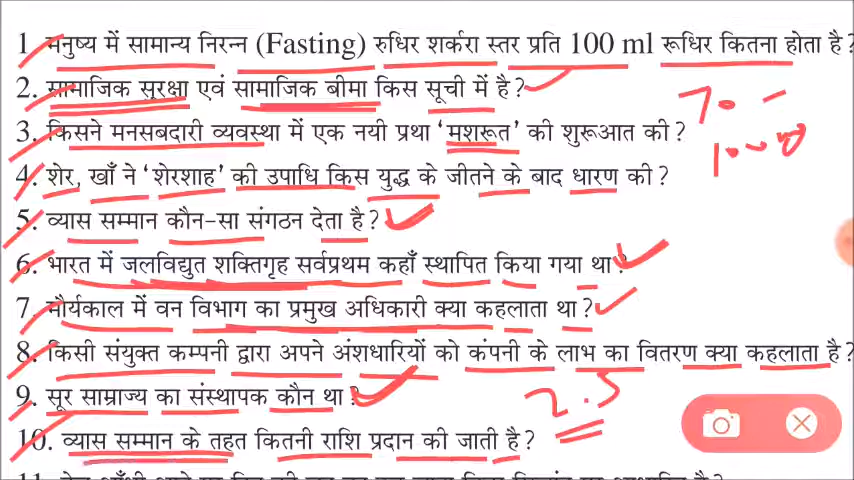 1. मनुष्य में सामान्य निरन्न (Fasting) रुधिर शर्करा स्तर प्रति 100 ml रूधिर कितना होता है?
2. सामाजिक सुरक्षा एवं सामाजिक बीमा किस सूची में है?
70 -
3. किसने मनसबदारी व्यवस्था में एक नयी प्रथा 'मशरूत' की शुरूआत की?
4. शेर, खाँ ने 'शेरशाह' की उपाधि किस युद्ध के जीतने के बाद धारण की?
5. व्यास सम्मान कौन-सा संगठन देता है?
6. भारत में जलविद्युत शक्तिगृह सर्वप्रथम कहाँ स्थापित किया गया था?
7. मौर्यकाल में वन विभाग का प्रमुख अधिकारी क्या कहलाता था?
8. किसी संयुक्त कम्पनी द्वारा अपने अंशधारियों को कंपनी के लाभ का वितरण क्या कहलाता है?
9. सूर साम्राज्य का संस्थापक कौन था?
2.5
10. व्यास सम्मान के तहत कितनी राशि प्रदान की जाती है?